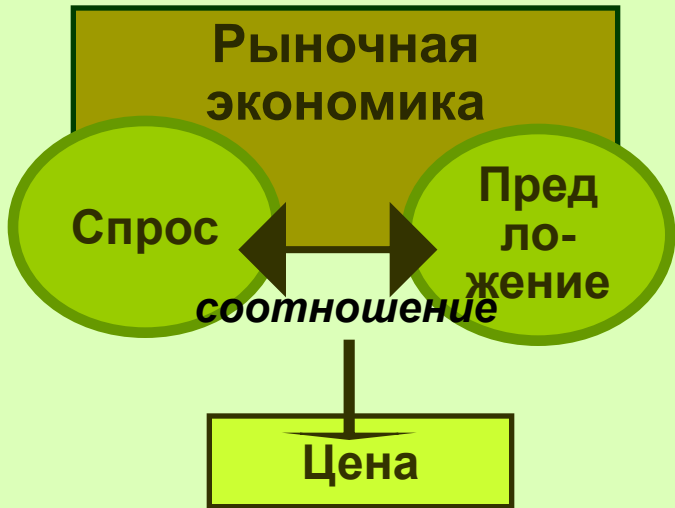 Рыночная
экономика
Спрос
Пред
ло-
жение
соотношение
Цена